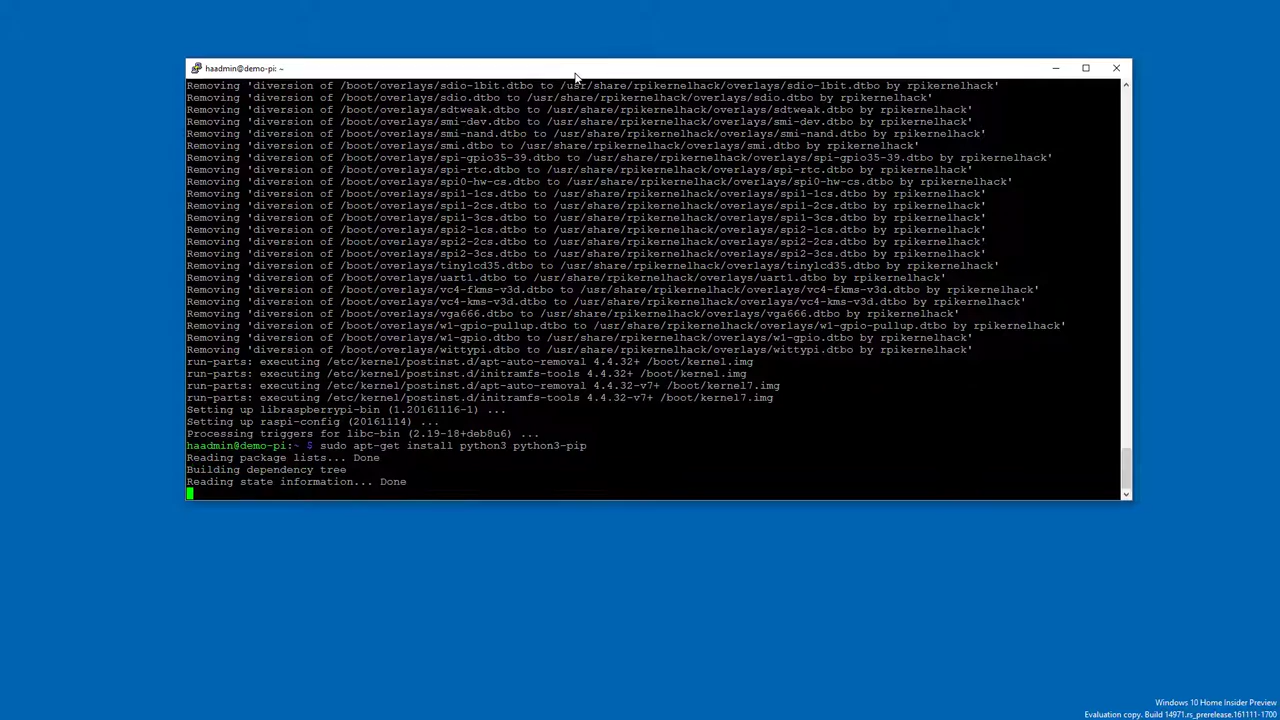 haadmin@demo-pi: ~
Removing 'diversion of /boot/overlays/sdio-1bit.dtbo to /usr/share/rpikernelhack/overlays/sdio-1bit.dtbo by rpikernelhack'
Removing 'diversion of /boot/overlays/sdio.dtbo to /usr/share/rpikernelhack/overlays/sdio.dtbo by rpikernelhack'
Removing 'diversion of /boot/overlays/sdtweak.dtbo to /usr/share/rpikernelhack/overlays/sdtweak.dtbo by rpikernelhack'
Removing 'diversion of /boot/overlays/smi-dev.dtbo to /usr/share/rpikernelhack/overlays/smi-dev.dtbo by rpikernelhack'
Removing 'diversion of /boot/overlays/smi-nand.dtbo to /usr/share/rpikernelhack/overlays/smi-nand.dtbo by rpikernelhack'
Removing 'diversion of /boot/overlays/smi.dtbo to /usr/share/rpikernelhack/overlays/smi.dtbo by rpikernelhack'
Removing 'diversion of /boot/overlays/spi-gpio35-39.dtbo to /usr/share/rpikernelhack/overlays/spi-gpio35-39.dtbo by rpikernelhack'
Removing 'diversion of /boot/overlays/spi-rtc.dtbo to /usr/share/rpikernelhack/overlays/spi-rtc.dtbo by rpikernelhack'
Removing 'diversion of /boot/overlays/spi0-hw-cs.dtbo to /usr/share/rpikernelhack/overlays/spi0-hw-cs.dtbo by rpikernelhack'
Removing 'diversion of /boot/overlays/spi1-1cs.dtbo to /usr/share/rpikernelhack/overlays/spi1-1cs.dtbo by rpikernelhack'
Removing 'diversion of /boot/overlays/spi1-2cs.dtbo to /usr/share/rpikernelhack/overlays/spi1-2cs.dtbo by rpikernelhack'
Removing 'diversion of /boot/overlays/spi1-3cs.dtbo to /usr/share/rpikernelhack/overlays/spi1-3cs.dtbo by rpikernelhack'
Removing 'diversion of /boot/overlays/spi2-1cs.dtbo to /usr/share/rpikernelhack/overlays/spi2-1cs.dtbo by rpikernelhack'
Removing 'diversion of /boot/overlays/spi2-2cs.dtbo to /usr/share/rpikernelhack/overlays/spi2-2cs.dtbo by rpikernelhack'
Removing 'diversion of /boot/overlays/spi2-3cs.dtbo to /usr/share/rpikernelhack/overlays/spi2-3cs.dtbo by rpikernelhack'
Removing 'diversion of /boot/overlays/tinylcd35.dtbo to /usr/share/rpikernelhack/overlays/tinylcd35.dtbo by rpikernelhack'
Removing 'diversion of /boot/overlays/uart1.dtbo to /usr/share/rpikernelhack/overlays/uart1.dtbo by rpikernelhack'
Removing 'diversion of /boot/overlays/vc4-fkms-v3d.dtbo to /usr/share/rpikernelhack/overlays/vc4-fkms-v3d.dtbo by rpikernelhack'
Removing 'diversion of /boot/overlays/vc4-kms-v3d.dtbo to /usr/share/rpikernelhack/overlays/vc4-kms-v3d.dtbo by rpikernelhack'
Removing 'diversion of /boot/overlays/vga666.dtbo to /usr/share/rpikernelhack/overlays/vga666.dtbo by rpikernelhack'
Removing 'diversion of /boot/overlays/w1-gpio-pullup.dtbo to /usr/share/rpikernelhack/overlays/w1-gpio-pullup.dtbo by rpikernelhack'
Removing 'diversion of /boot/overlays/w1-gpio.dtbo to /usr/share/rpikernelhack/overlays/w1-gpio.dtbo by rpikernelhack'
Removing 'diversion of /boot/overlays/wittypi.dtbo to /usr/share/rpikernelhack/overlays/wittypi.dtbo by rpikernelhack'
run-parts: executing /etc/kernel/postinst.d/apt-auto-removal 4.4.32+ /boot/kernel.img
run-parts: executing /etc/kernel/postinst.d/initramfs-tools 4.4.32+ /boot/kernel.img
run-parts: executing /etc/kernel/postinst.d/apt-auto-removal 4.4.32-v7+ /boot/kernel7.img
run-parts: executing /etc/kernel/postinst.d/initramfs-tools 4.4.32-v7+ /boot/kernel7.img
Setting up libraspberrypi-bin (1.20161116-1) ...
Setting up raspi-config (20161114) ...
Processing triggers for libc-bin (2.19-18+deb8u6) ...
haadmin@demo-pi:~ $ sudo apt-get install python3 python3-pip
Reading package lists... Done
Building dependency tree
Reading state information... Done
Windows 10 Home Insider Preview
Evaluation copy. Build 14971.rs_prerelease.161111-1700